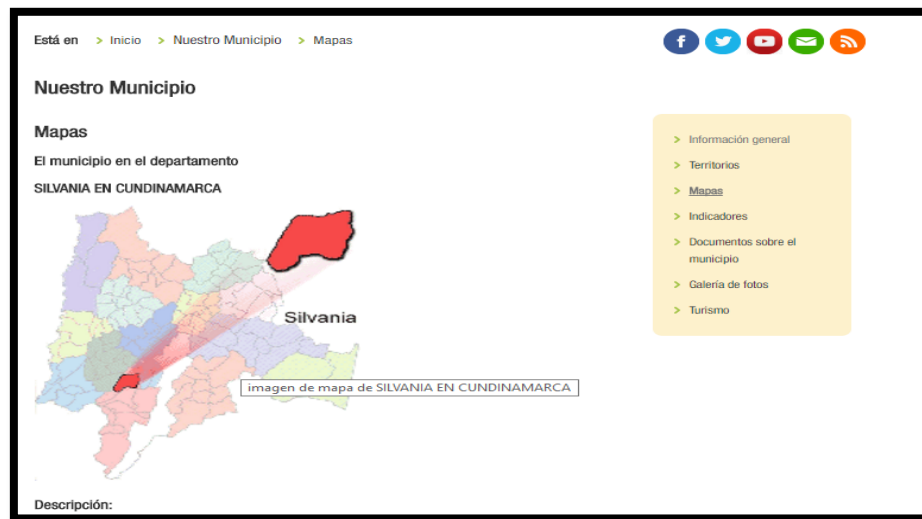 Está en > Inicio > Nuestro Municipio > Mapas
Nuestro Municipio
Mapas
El municipio en el departamento
SILVANIA EN CUNDINAMARCA
Silvania
imagen de mapa de SILVANIA EN CUNDINAMARCA
Descripción:
> Información general
> Territorios
> Mapas
> Indicadores
> Documentos sobre el
municipio
> Galería de fotos
> Turismo